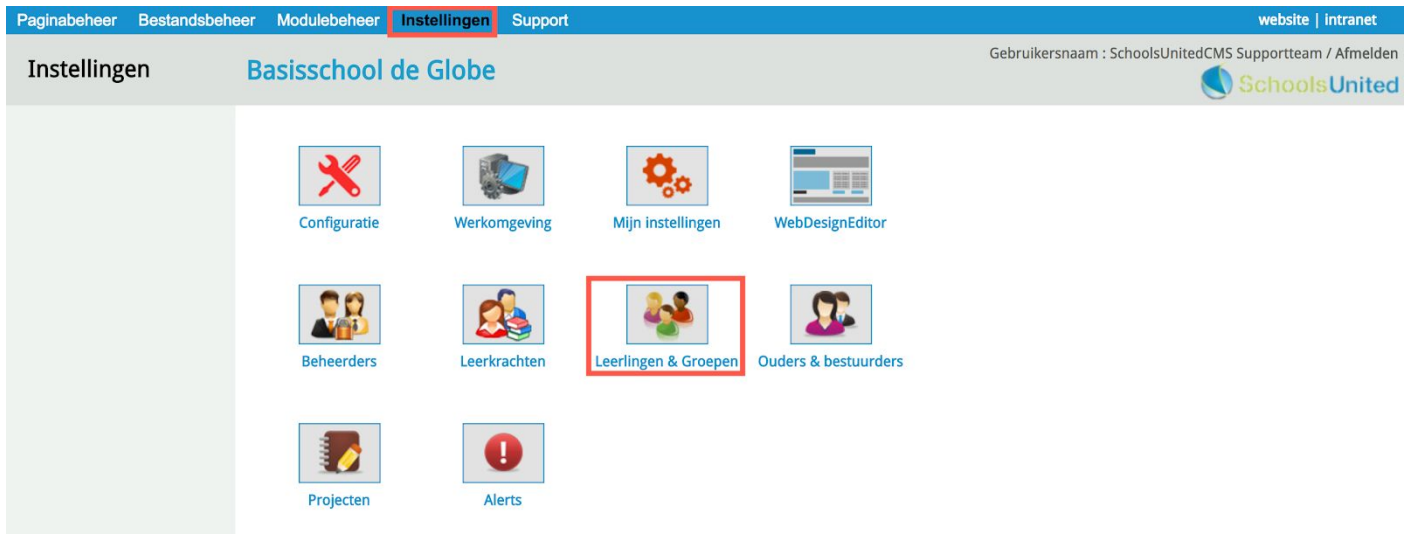 Paginabeheer Bestandsbeheer Modulebeheer Instellingen Support website | intranet
Instellingen Basisschool de Globe Gebruikersnaam : SchoolsUnitedCMS Supportteam / Afmelden
SchoolsUnited
Configuratie Werkomgeving Mijn instellingen WebDesignEditor
Beheerders Leerkrachten Leerlingen & Groepen Ouders & bestuurders
Projecten Alerts